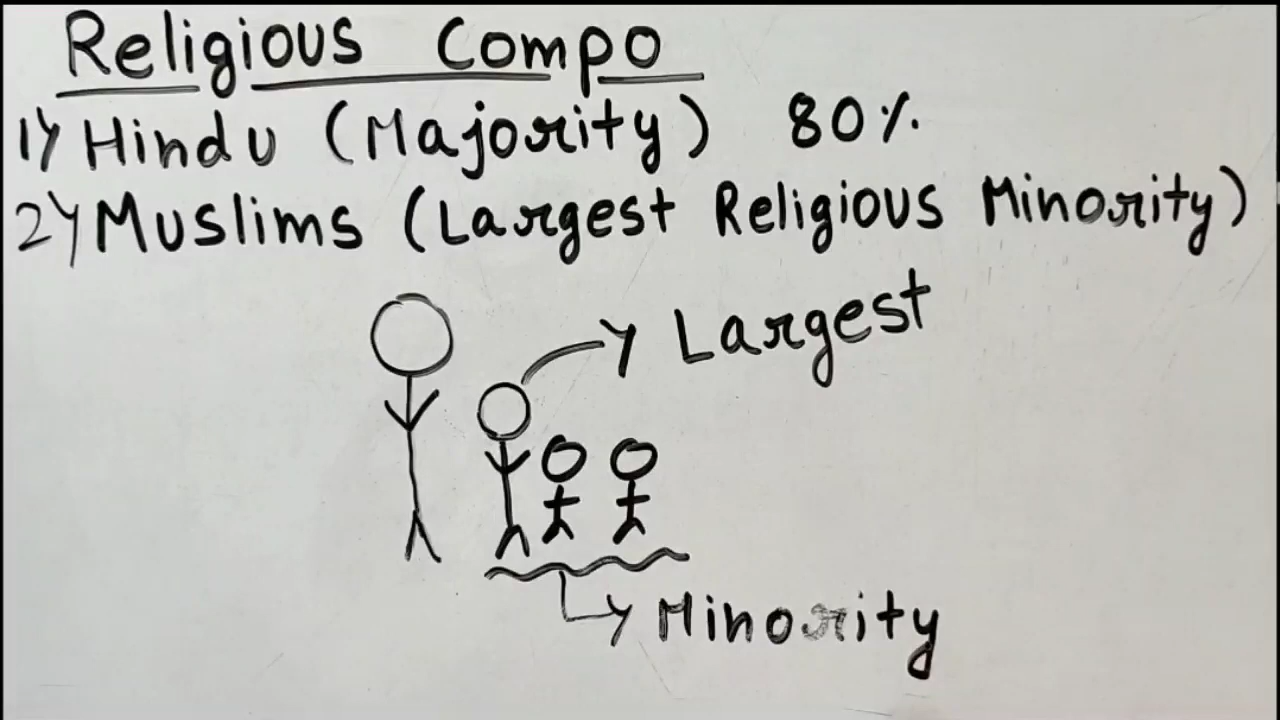 Religious Compo
1) Hindu (Majority) 80%
2) Muslims (Largest Religious Minority)
Largest
Minority